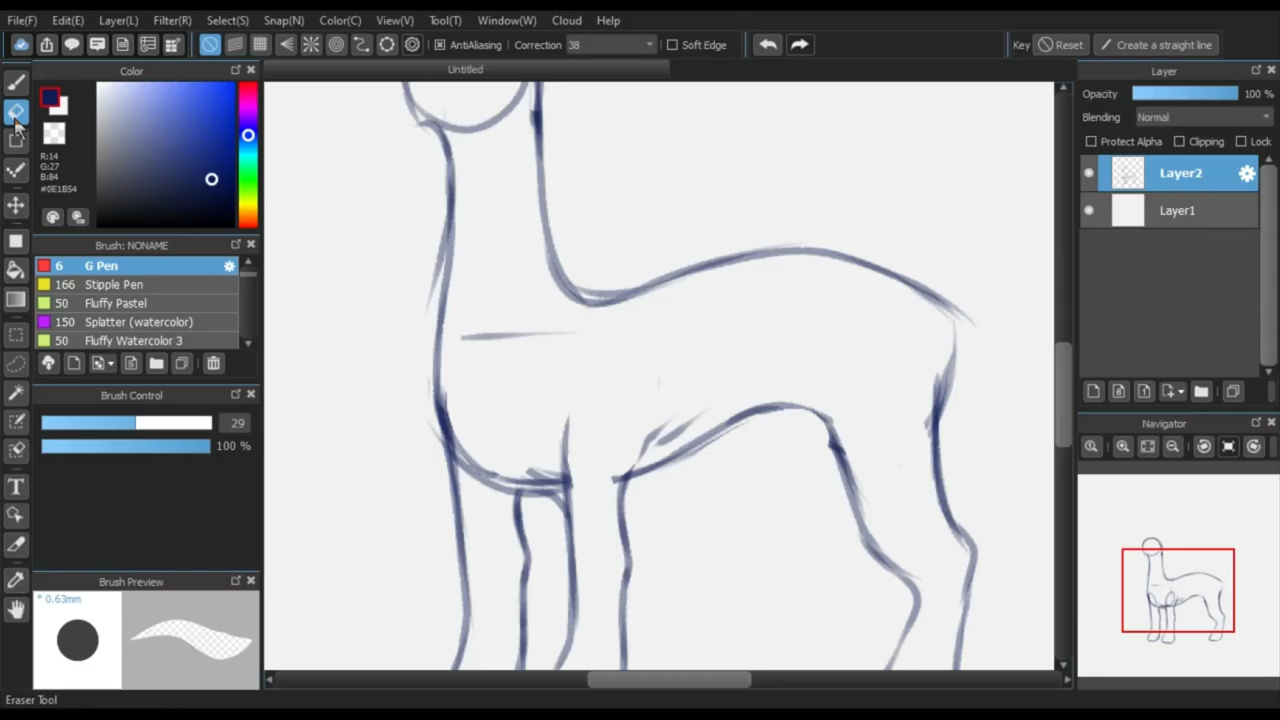 File(F) Edit(E) Layer(L) Filter(R) Select(S) Snap(N) Color(C) View(V) Tool(T) Window(W) Cloud Help
AntiAliasing Correction 38 Soft Edge Key Reset Create a straight line
Color
Untitled
Layer
Opacity 100 %
Blending Normal
Protect Alpha Clipping Lock
R:14
G:27
B:84
#0E1B54
Layer2
Layer1
Brush: NONAME
6 G Pen
166 Stipple Pen
50 Fluffy Pastel
150 Splatter (watercolor)
50 Fluffy Watercolor 3
Brush Control
29
100 %
Navigator
Brush Preview
* 0.63mm
Eraser Tool